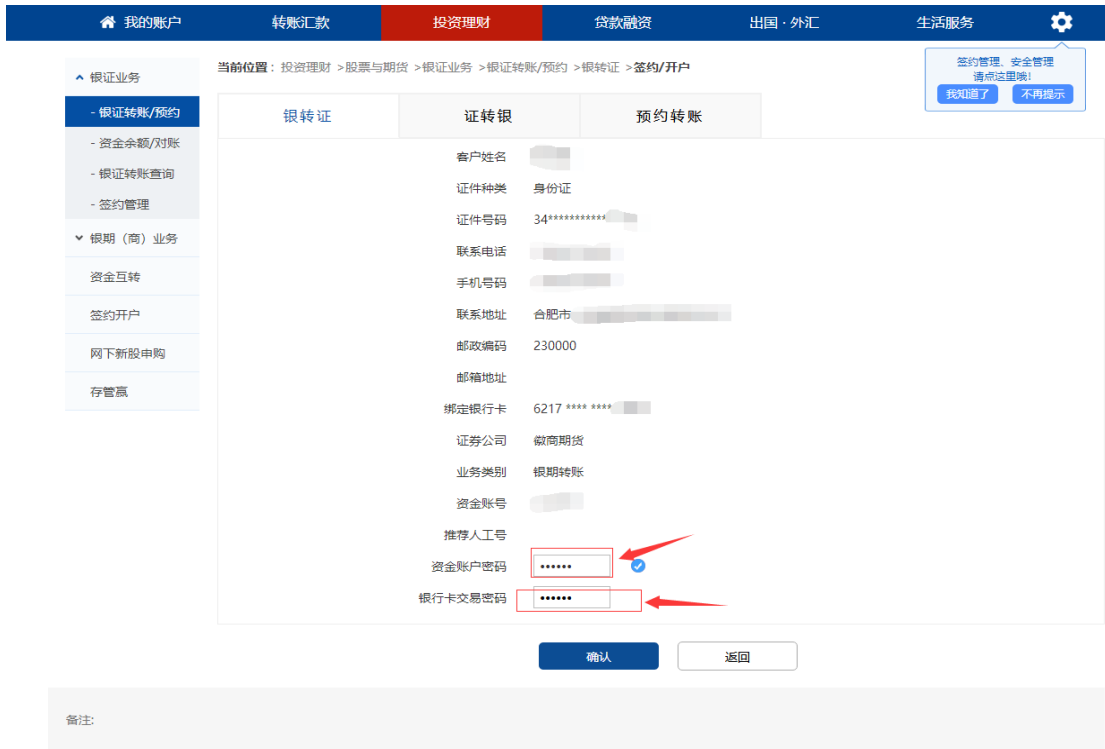 我的账户 转账汇款 投资理财 贷款融资 出国·外汇 生活服务
签约管理、安全管理
请点这里哦!
我知道了 不再提示
银证业务
- 银证转账/预约
- 资金余额/对账
- 银证转账查询
- 签约管理
银期（商）业务
资金互转
签约开户
网下新股申购
存管赢
当前位置：投资理财 >股票与期货 >银证业务 >银证转账/预约 >银转证 >签约/开户
银转证 证转银 预约转账
客户姓名
证件种类 身份证
证件号码 34***********
联系电话
手机号码
联系地址 合肥市
邮政编码 230000
邮箱地址
绑定银行卡 6217 **** ****
证券公司 徽商期货
业务类别 银期转账
资金账号
推荐人工号
资金账户密码 ••••••
银行卡交易密码 ••••••
确认 返回
备注: